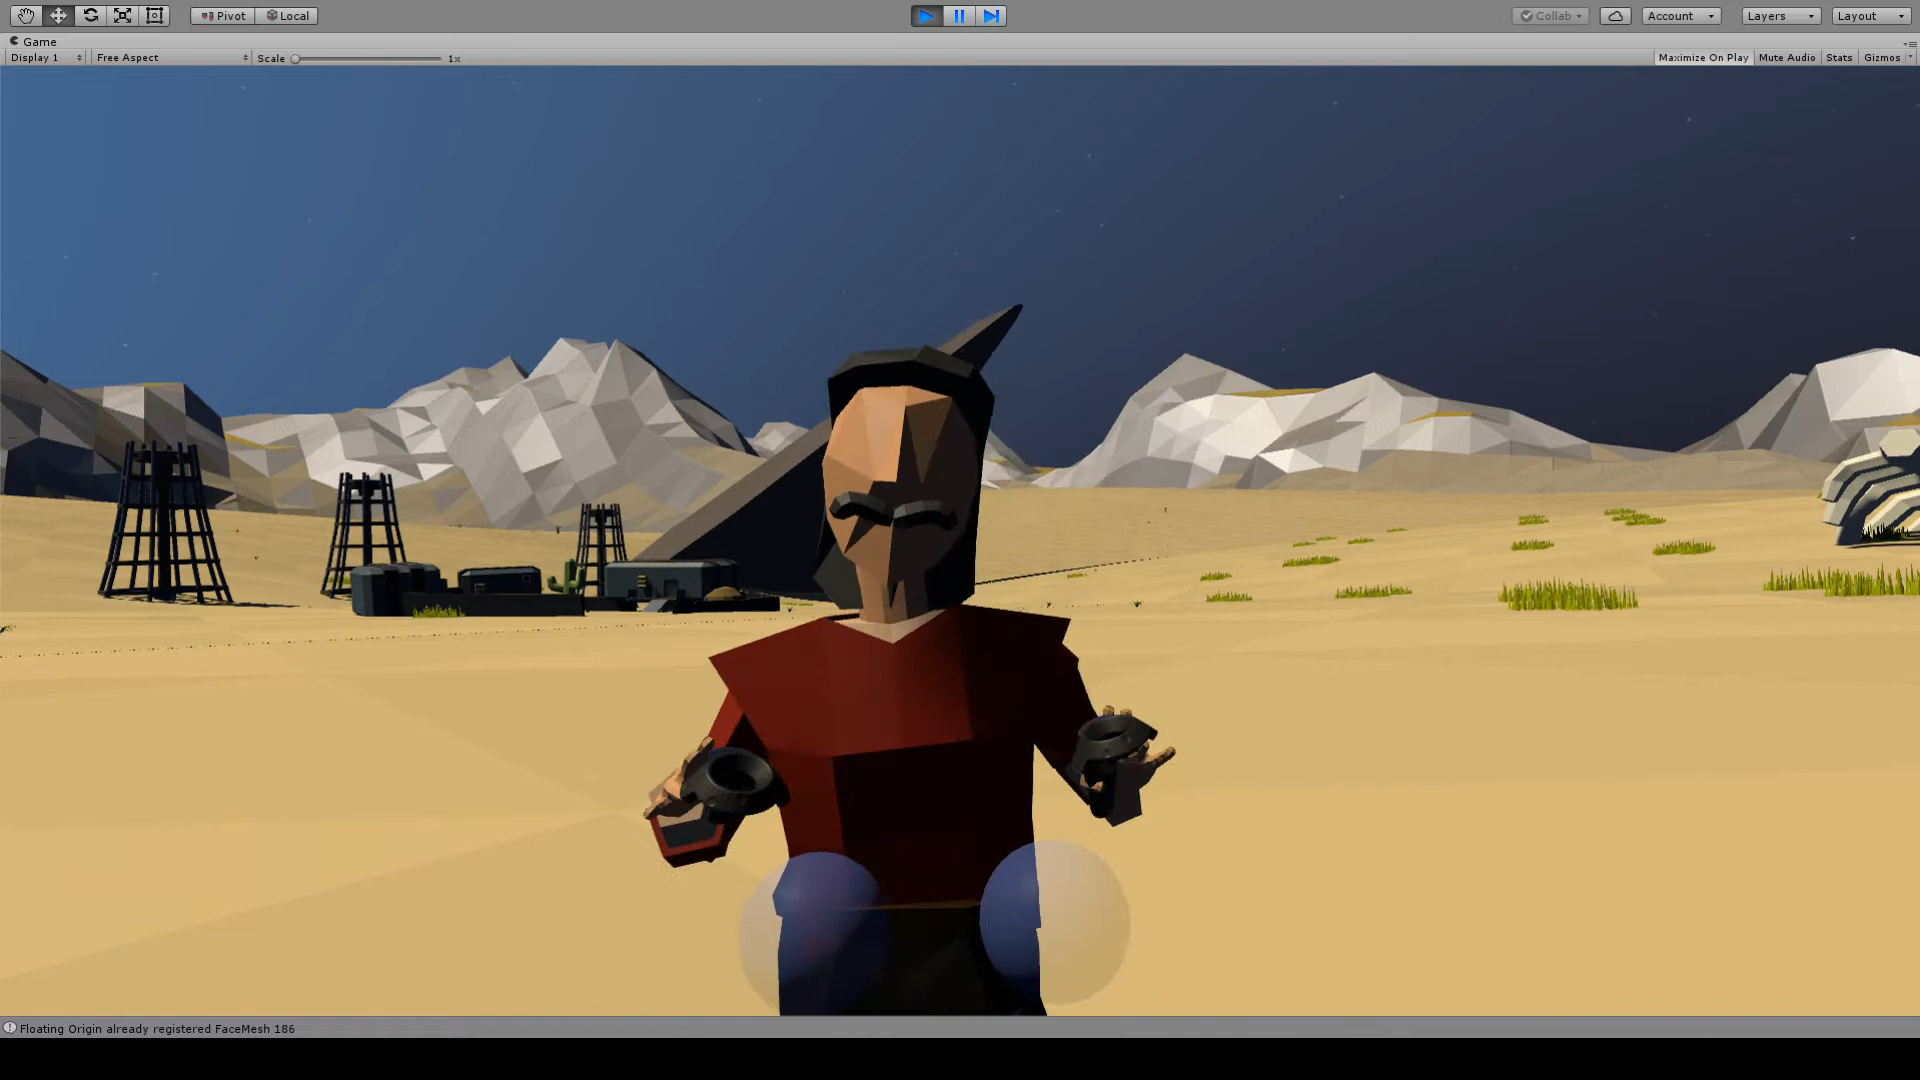 Pivot Local Collab Account Layers Layout
Game
Display 1 Free Aspect Scale 1x Maximize On Play Mute Audio Stats Gizmos
Floating Origin already registered FaceMesh 186